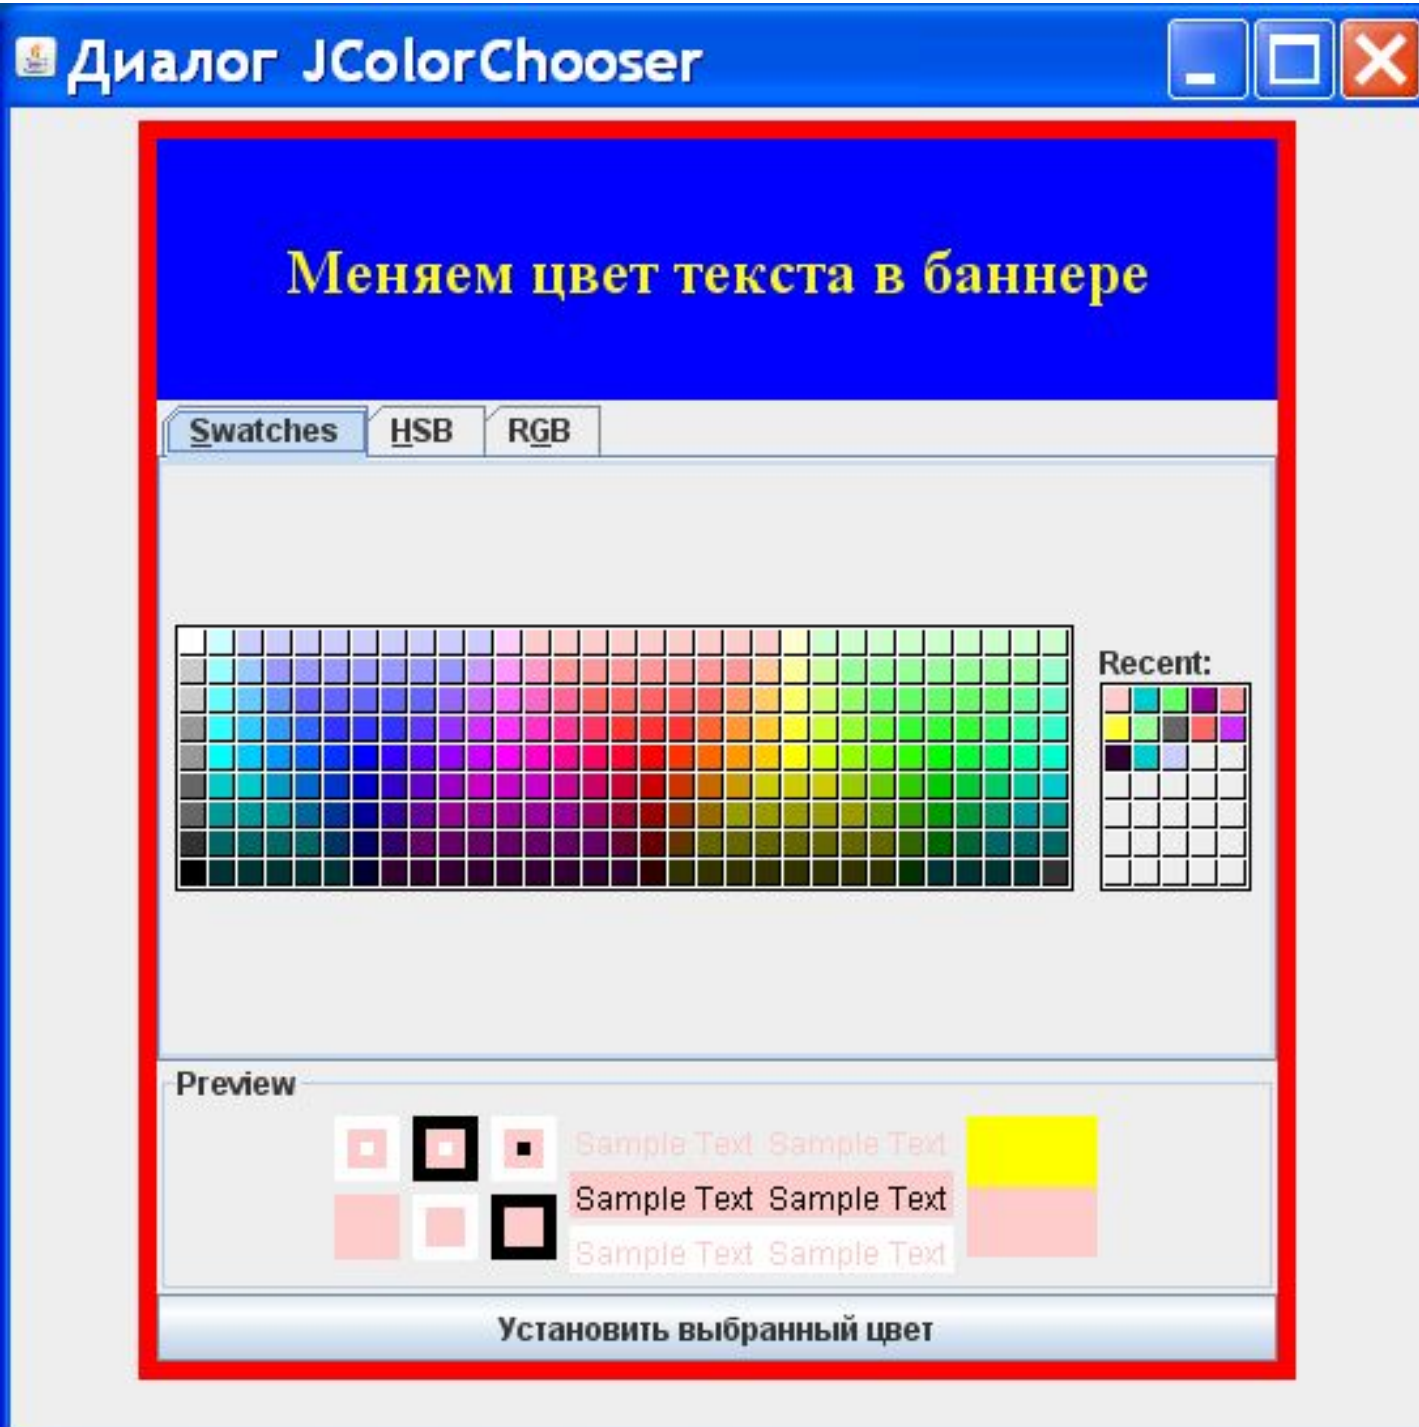 Диалог JColorChooser
Меняем цвет текста в баннере
Swatches HSB RGB
Recent:
Preview
Sample Text Sample Text
Sample Text Sample Text
Sample Text Sample Text
Установить выбранный цвет